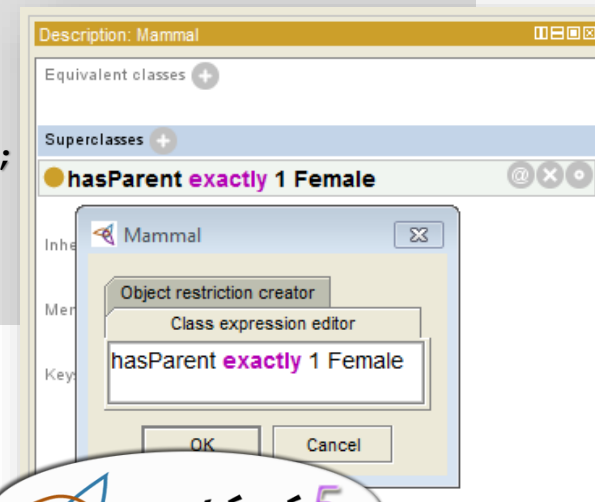 Description: Mammal
Equivalent classes
;
Superclasses
hasParent exactly 1 Female
Mammal
Inhe
Object restriction creator
Mer
Class expression editor
hasParent exactly 1 Female
Key
OK
Cancel